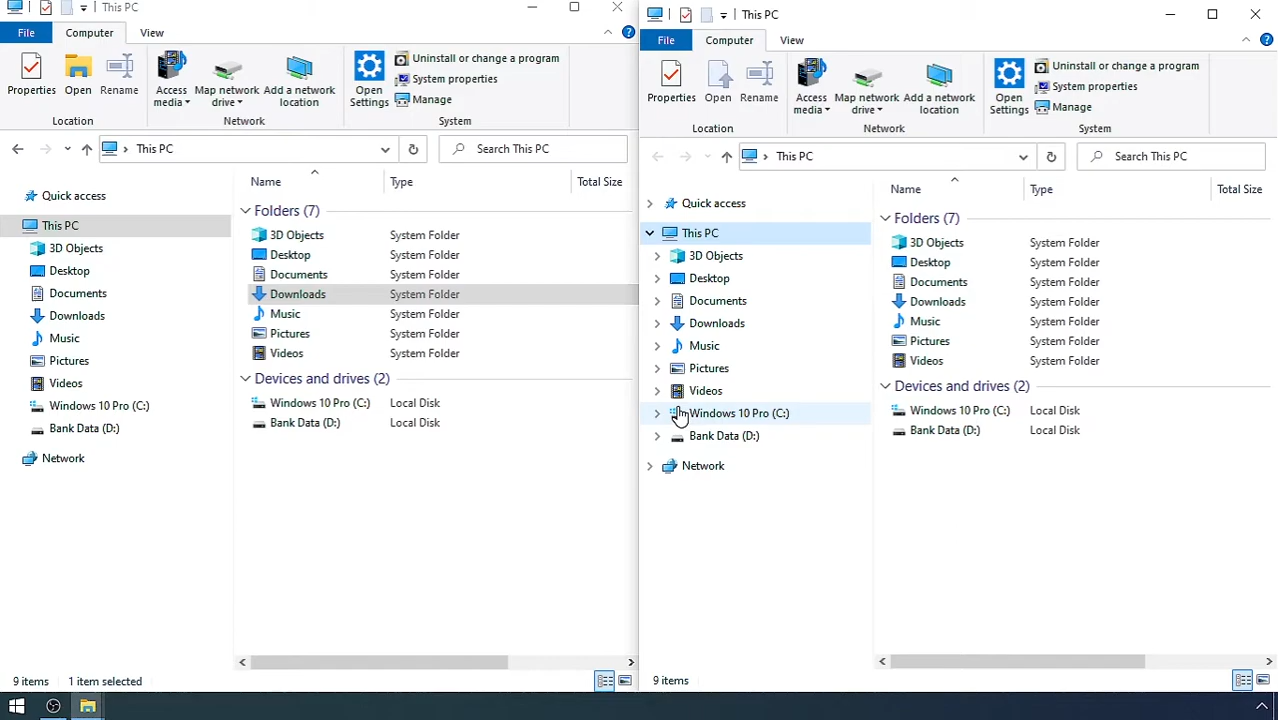 This PC
File
Computer
View
Properties
Open
Rename
Access media
Map network drive
Add a network location
Open Settings
Uninstall or change a program
System properties
Manage
Location
Network
System
This PC
Search This PC
Quick access
This PC
3D Objects
Desktop
Documents
Downloads
Music
Pictures
Videos
Windows 10 Pro (C:)
Bank Data (D:)
Network
Name
Type
Total Size
Folders (7)
3D Objects System Folder
Desktop System Folder
Documents System Folder
Downloads System Folder
Music System Folder
Pictures System Folder
Videos System Folder
Devices and drives (2)
Windows 10 Pro (C:) Local Disk
Bank Data (D:) Local Disk
9 items
1 item selected
This PC
File
Computer
View
Properties
Open
Rename
Access media
Map network drive
Add a network location
Open Settings
Uninstall or change a program
System properties
Manage
Location
Network
System
This PC
Search This PC
Quick access
This PC
3D Objects
Desktop
Documents
Downloads
Music
Pictures
Videos
Windows 10 Pro (C:)
Bank Data (D:)
Network
Name
Type
Total Size
Folders (7)
3D Objects System Folder
Desktop System Folder
Documents System Folder
Downloads System Folder
Music System Folder
Pictures System Folder
Videos System Folder
Devices and drives (2)
Windows 10 Pro (C:) Local Disk
Bank Data (D:) Local Disk
9 items